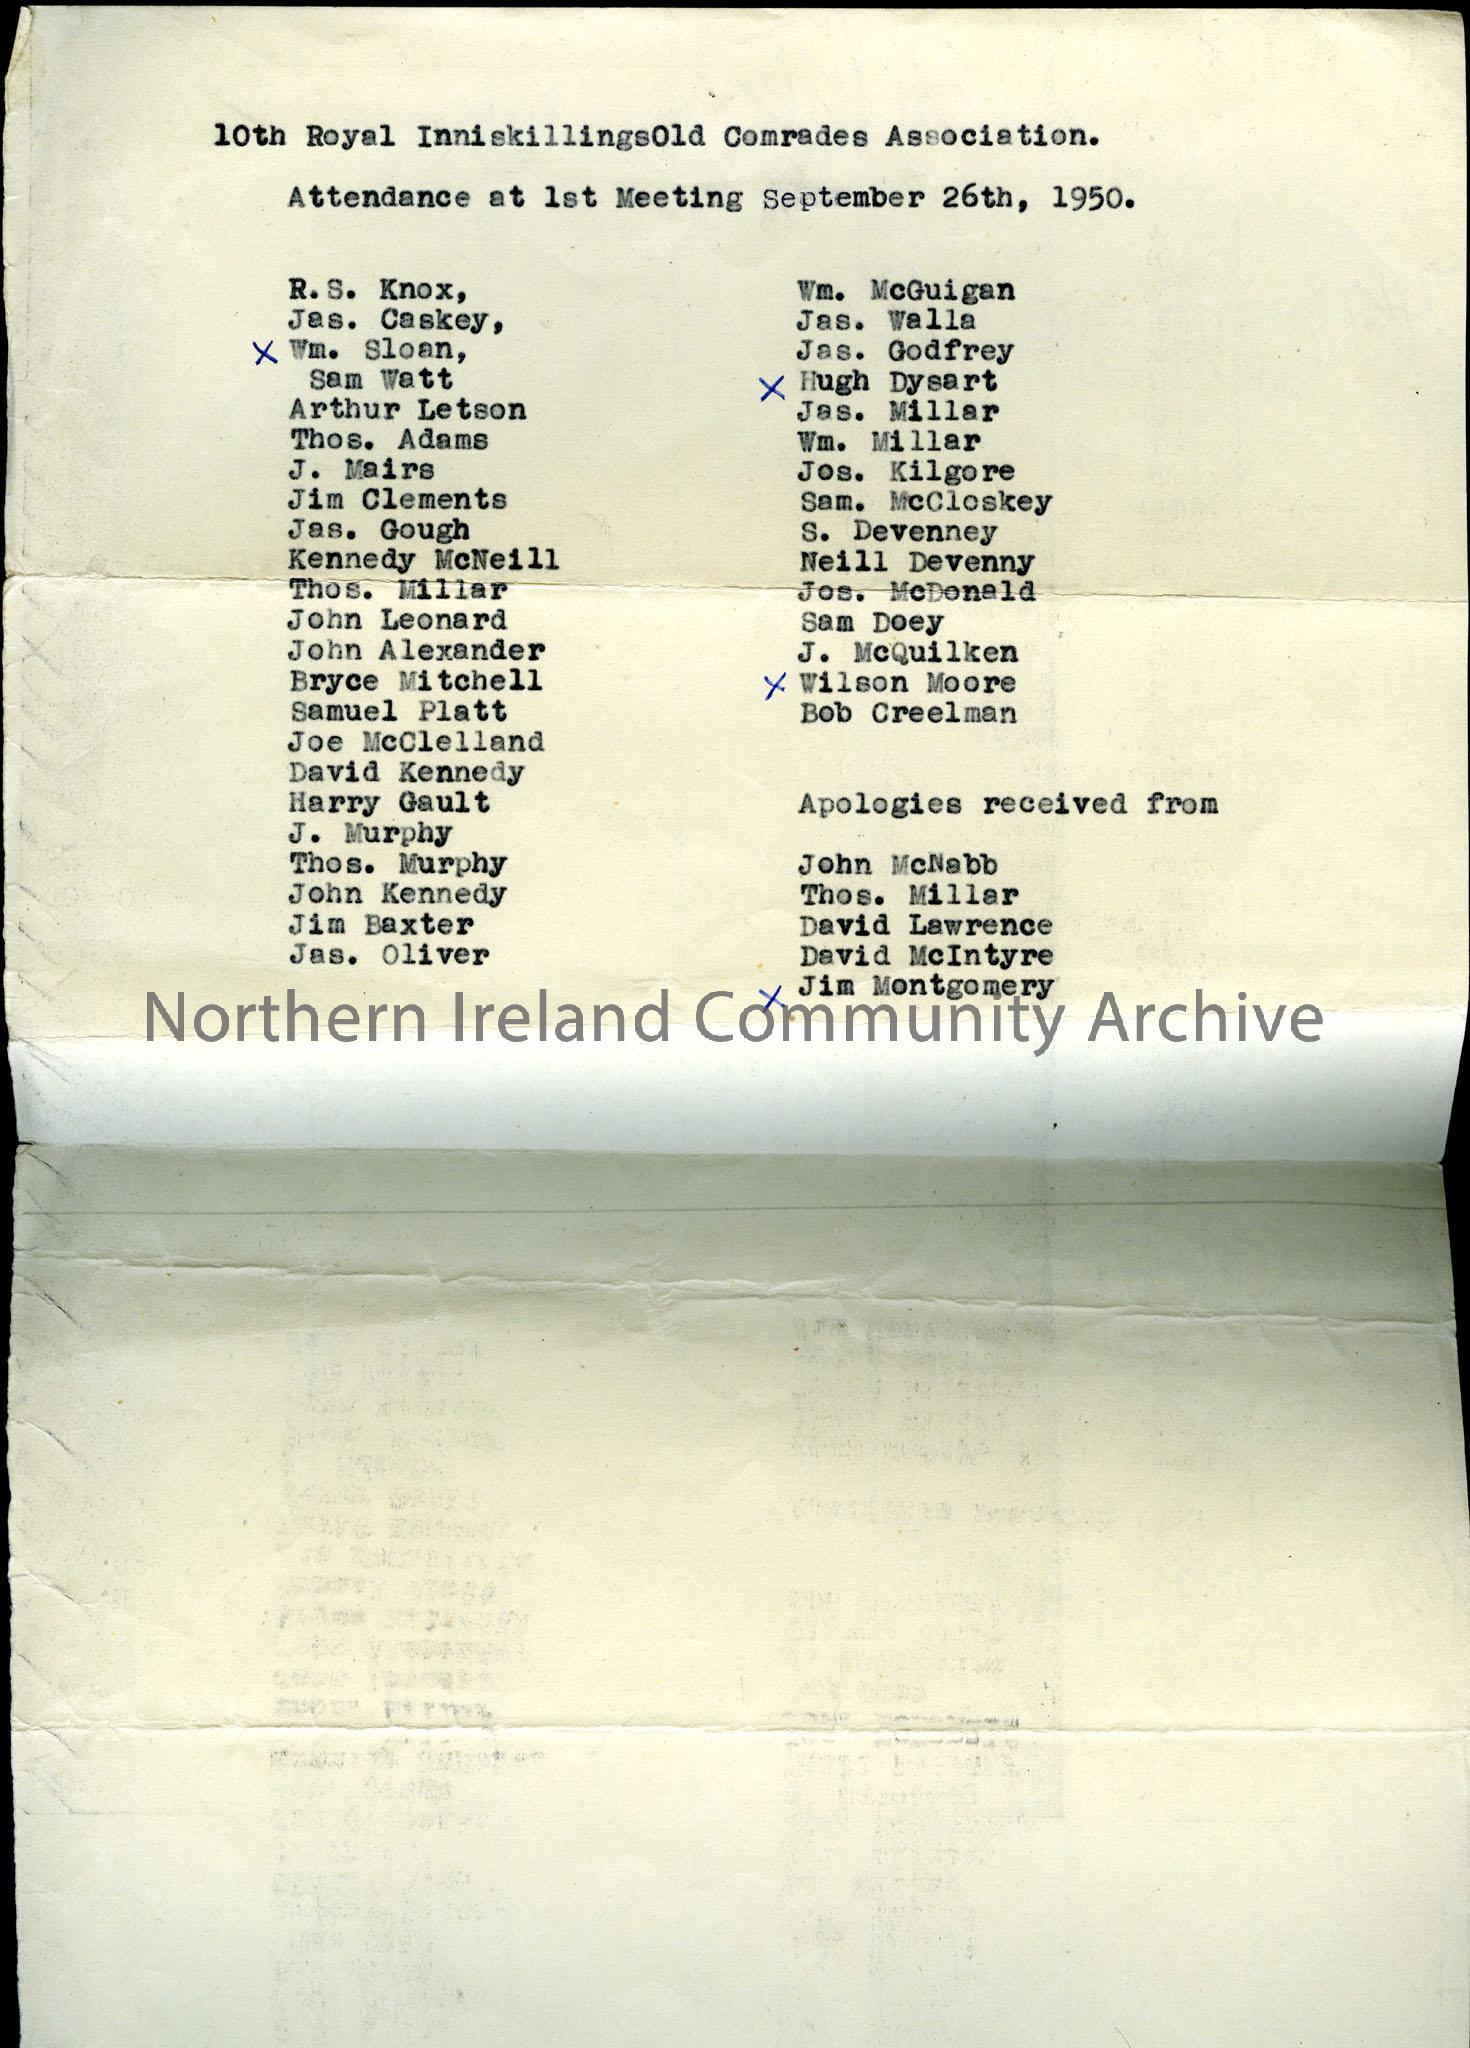 10th Royal InniskillingsOld Comrades Association.
Attendance at 1st Meeting September 26th, 1950.
R.S. Knox,
Jas. Caskey,
x Wm. Sloan,
Sam Watt
Arthur Letson
Thos. Adams
J. Mairs
Jim Clements
Jas. Gough
Kennedy McNeill
Thos. Millar
John Leonard
John Alexander
Bryce Mitchell
Samuel Platt
Joe McClelland
David Kennedy
Harry Gault
J. Murphy
Thos. Murphy
John Kennedy
Jim Baxter
Jas. Oliver
Wm. McGuigan
Jas. Walla
Jas. Godfrey
x Hugh Dysart
Jas. Millar
Wm. Millar
Jos. Kilgore
Sam. McCloskey
S. Devenney
Neill Devenny
Jos. McDonald
Sam Doey
J. McQuilken
x Wilson Moore
Bob Creelman
Apologies received from
John McNabb
Thos. Millar
David Lawrence
David McIntyre
x Jim Montgomery
Northern Ireland Community Archive